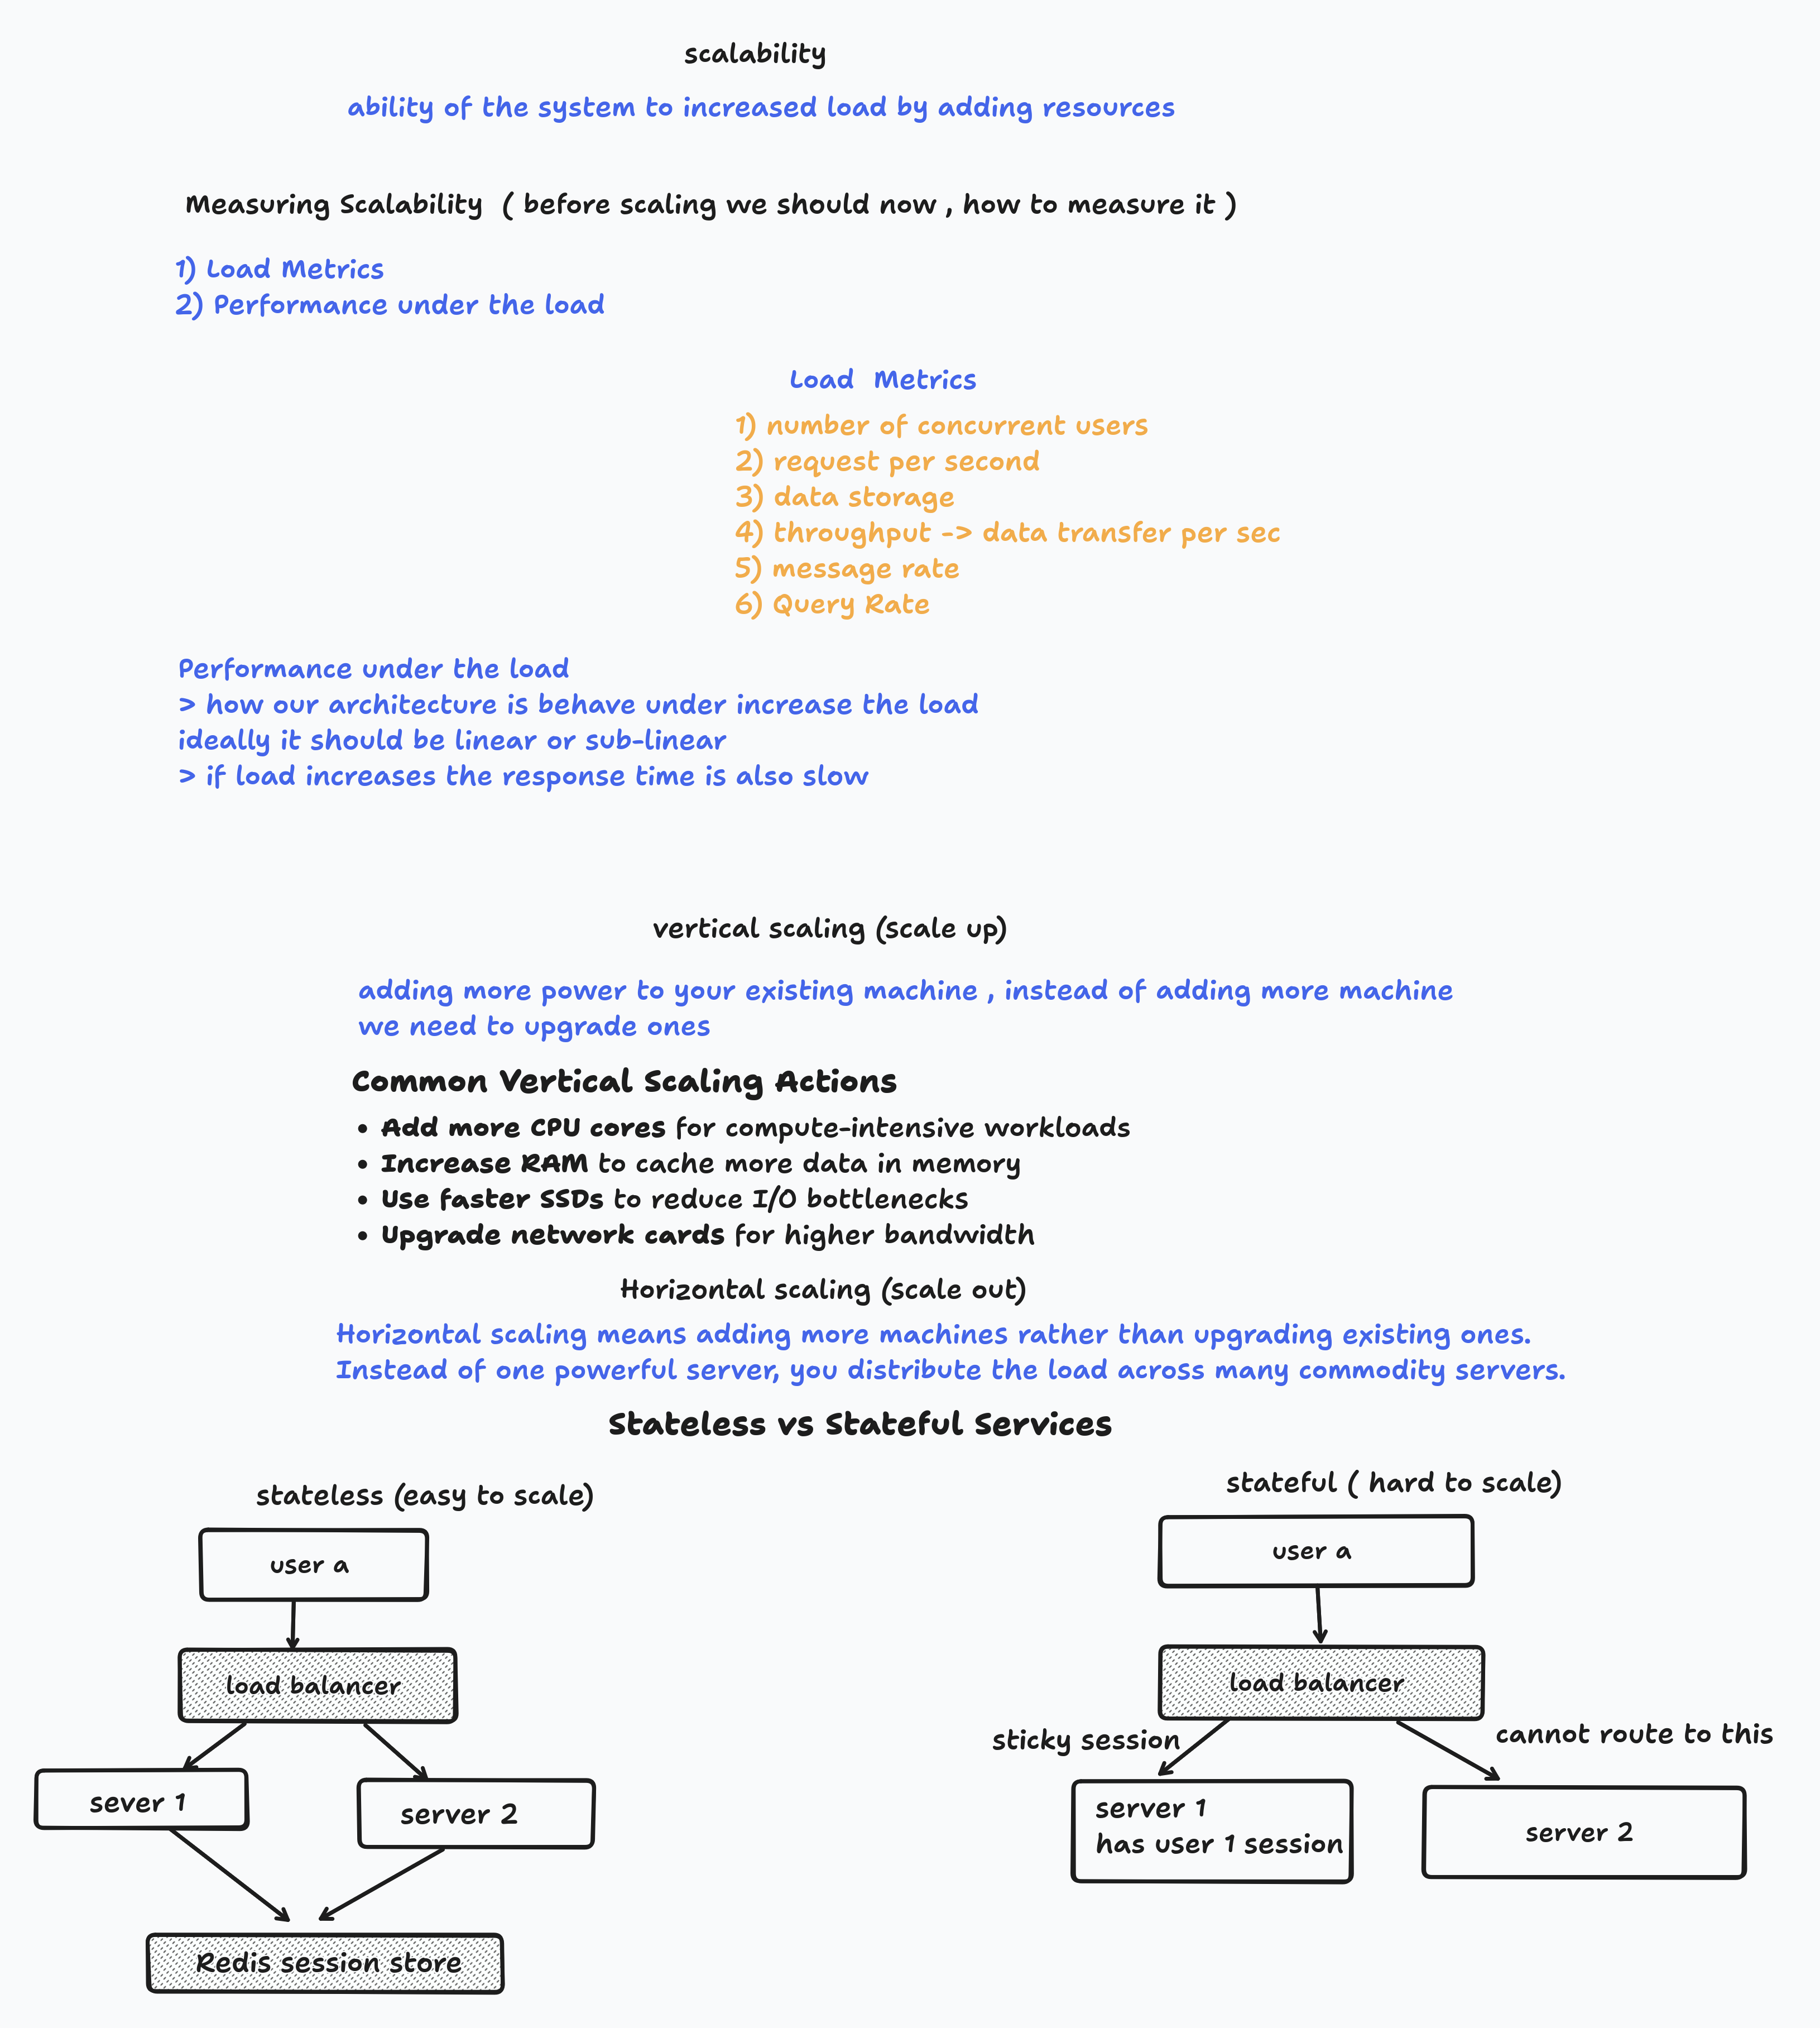 scalability
ability of the system to increased load by adding resources
Measuring Scalability ( before scaling we should now , how to measure it )
1) Load Metrics
2) Performance under the load
Load Metrics
1) number of concurrent users
2) request per second
3) data storage
4) throughput -> data transfer per sec
5) message rate
6) Query Rate
Performance under the load
> how our architecture is behave under increase the load
ideally it should be linear or sub-linear
> if load increases the response time is also slow
vertical scaling (scale up)
adding more power to your existing machine , instead of adding more machine
we need to upgrade ones
Common Vertical Scaling Actions
• Add more CPU cores for compute-intensive workloads
• Increase RAM to cache more data in memory
• Use faster SSDs to reduce I/O bottlenecks
• Upgrade network cards for higher bandwidth
Horizontal scaling (scale out)
Horizontal scaling means adding more machines rather than upgrading existing ones.
Instead of one powerful server, you distribute the load across many commodity servers.
Stateless vs Stateful Services
stateless (easy to scale)
user a
load balancer
sever 1
server 2
Redis session store
stateful ( hard to scale)
user a
load balancer
sticky session
cannot route to this
server 1
has user 1 session
server 2